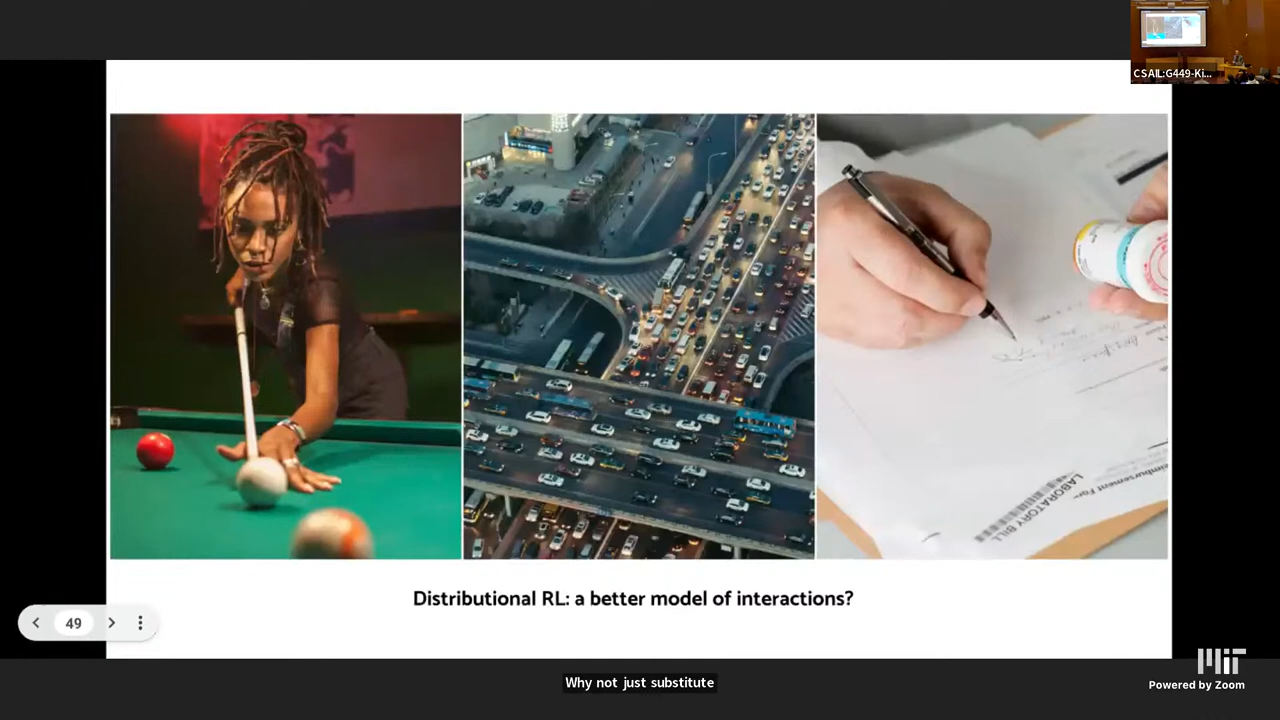 CSAIL:G449-Ki...
LABORATORY BILL
Distributional RL: a better model of interactions?
49
Why not just substitute
MIT
Powered by Zoom